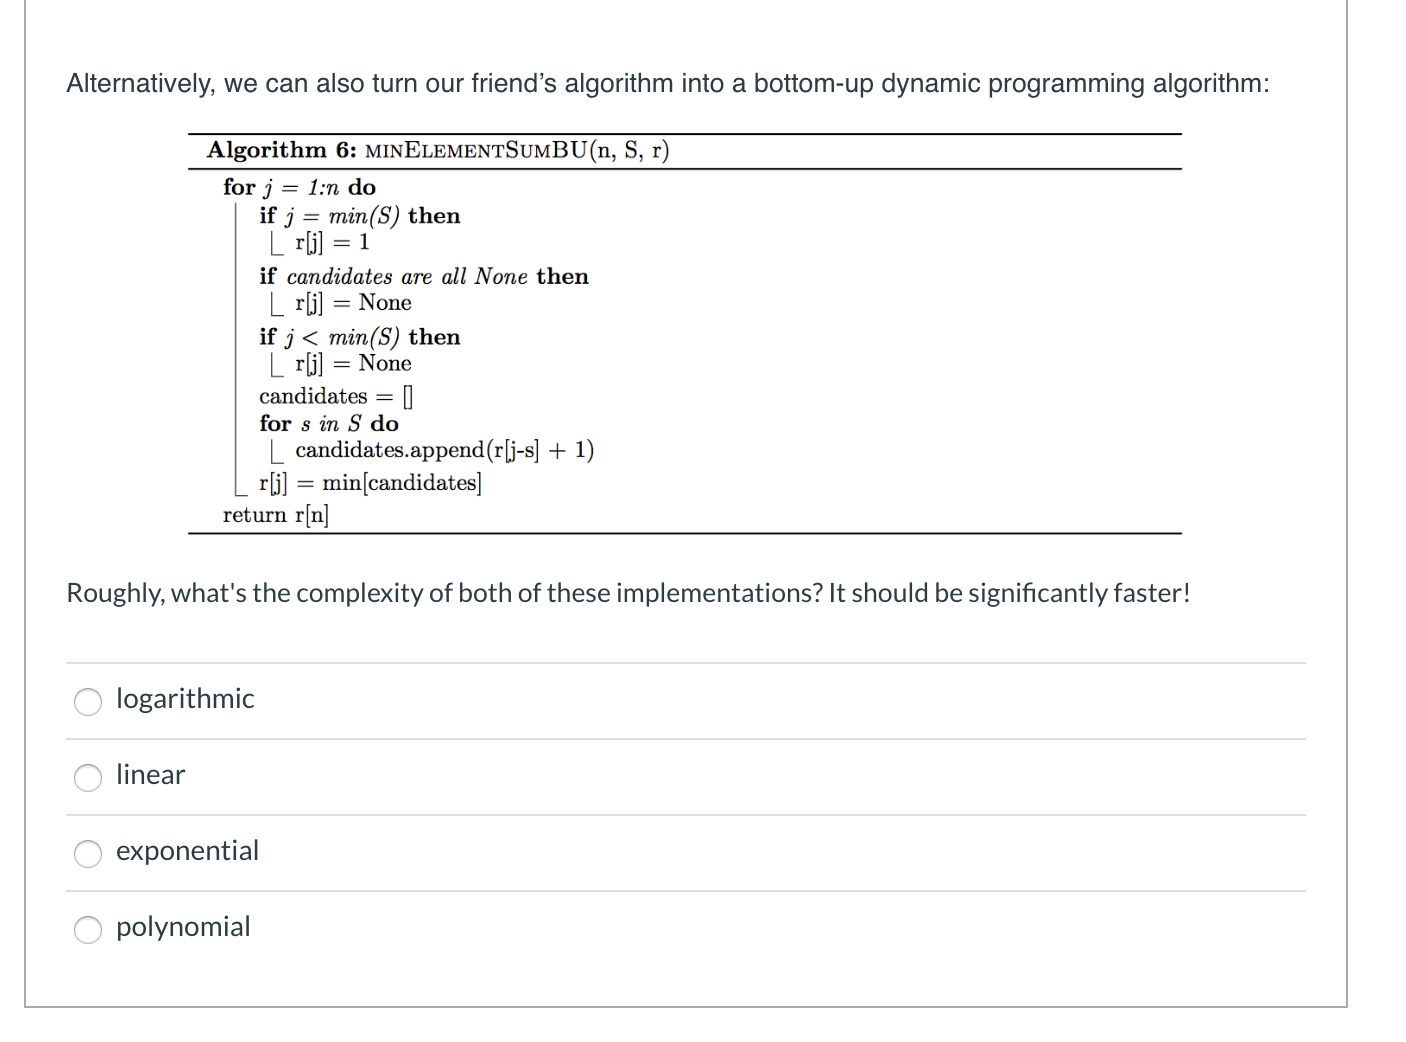 Alternatively, we can also turn our friend’s algorithm into a bottom-up dynamic programming algorithm:
Algorithm 6: MINELEMENTSUMBU(n, S, r)
for j = 1:n do
if j = min(S) then
r[j] = 1
if candidates are all None then
r[j] = None
if j < min(S) then
r[j] = None
candidates = []
for s in S do
candidates.append(r[j-s] + 1)
r[j] = min[candidates]
return r[n]
Roughly, what's the complexity of both of these implementations? It should be significantly faster!
logarithmic
linear
exponential
polynomial